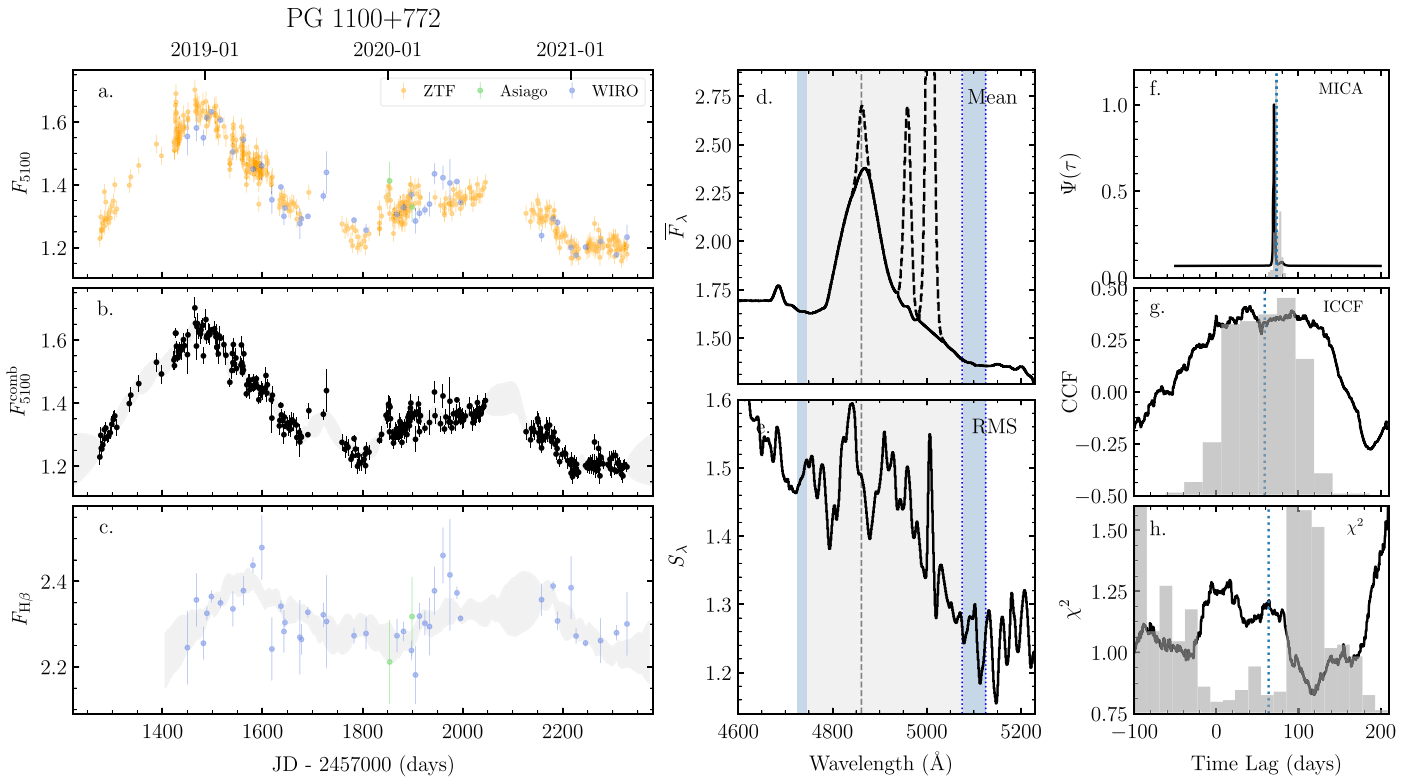 PG 1100+772
2019-01 2020-01 2021-01
a.
ZTF Asiago WIRO
F5100
1.6
1.4
1.2
b.
F5100^comb
1.6
1.4
1.2
c.
FHβ
2.4
2.2
1400 1600 1800 2000 2200
JD - 2457000 (days)
d.
Mean
F̅λ
2.75
2.50
2.25
2.00
1.75
1.50
e.
RMS
Sλ
1.6
1.5
1.4
1.3
1.2
4600 4800 5000 5200
Wavelength (Å)
f.
MICA
Ψ(τ)
1.0
0.5
0.0
g.
ICCF
CCF
0.50
0.25
0.00
−0.25
−0.50
h.
χ²
χ²
1.50
1.25
1.00
0.75
−100 0 100 200
Time Lag (days)